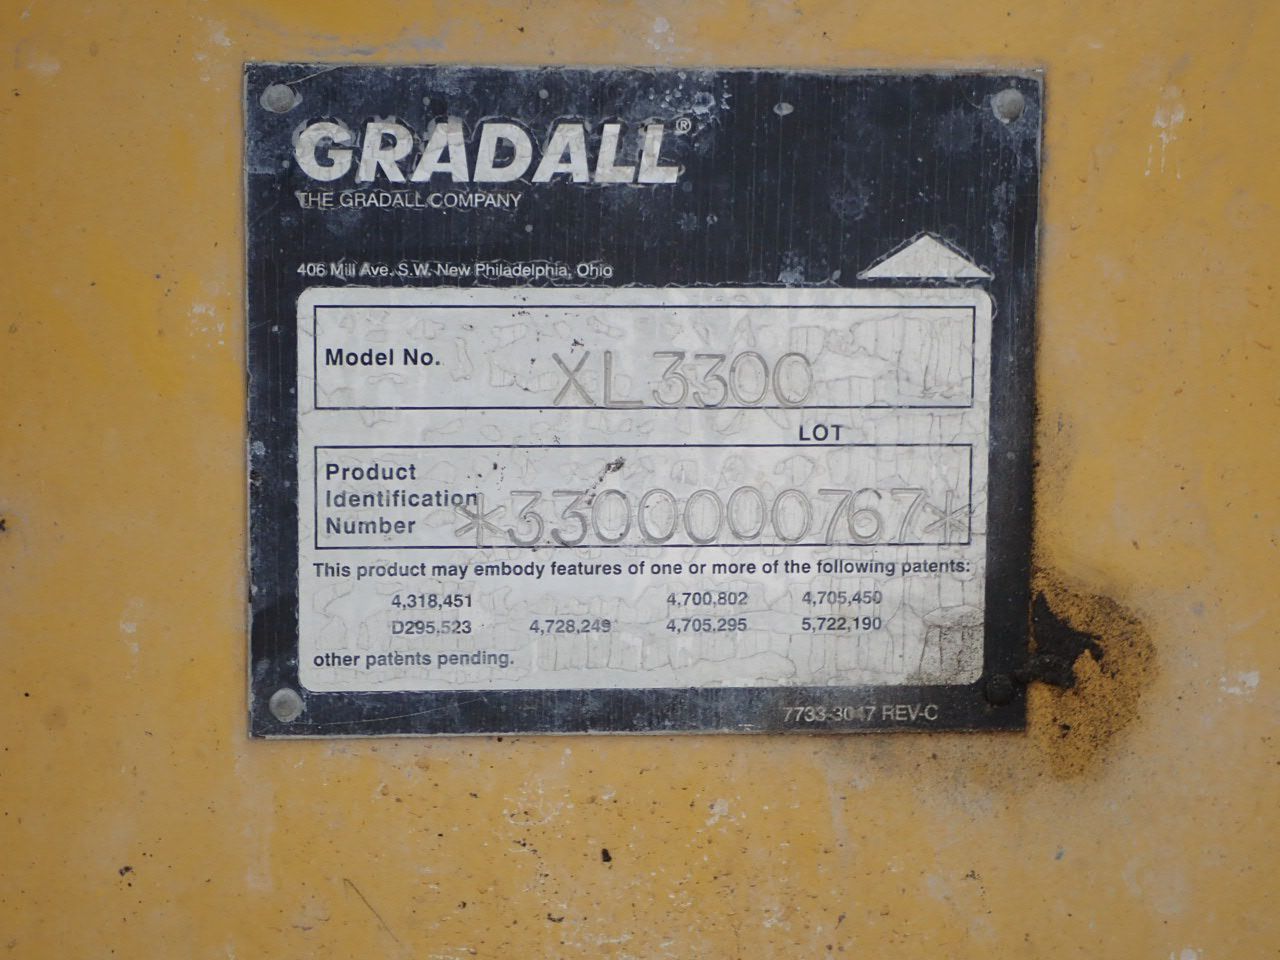 GRADALL®
THE GRADALL COMPANY
406 Mill Ave. S.W. New Philadelphia, Ohio
Model No. XL3300
LOT
Product
Identification
Number *3300000767*
This product may embody features of one or more of the following patents:
4,318,451 4,700,802 4,705,450
D295,523 4,728,249 4,705,295 5,722,190
other patents pending.
7733-3047 REV-C